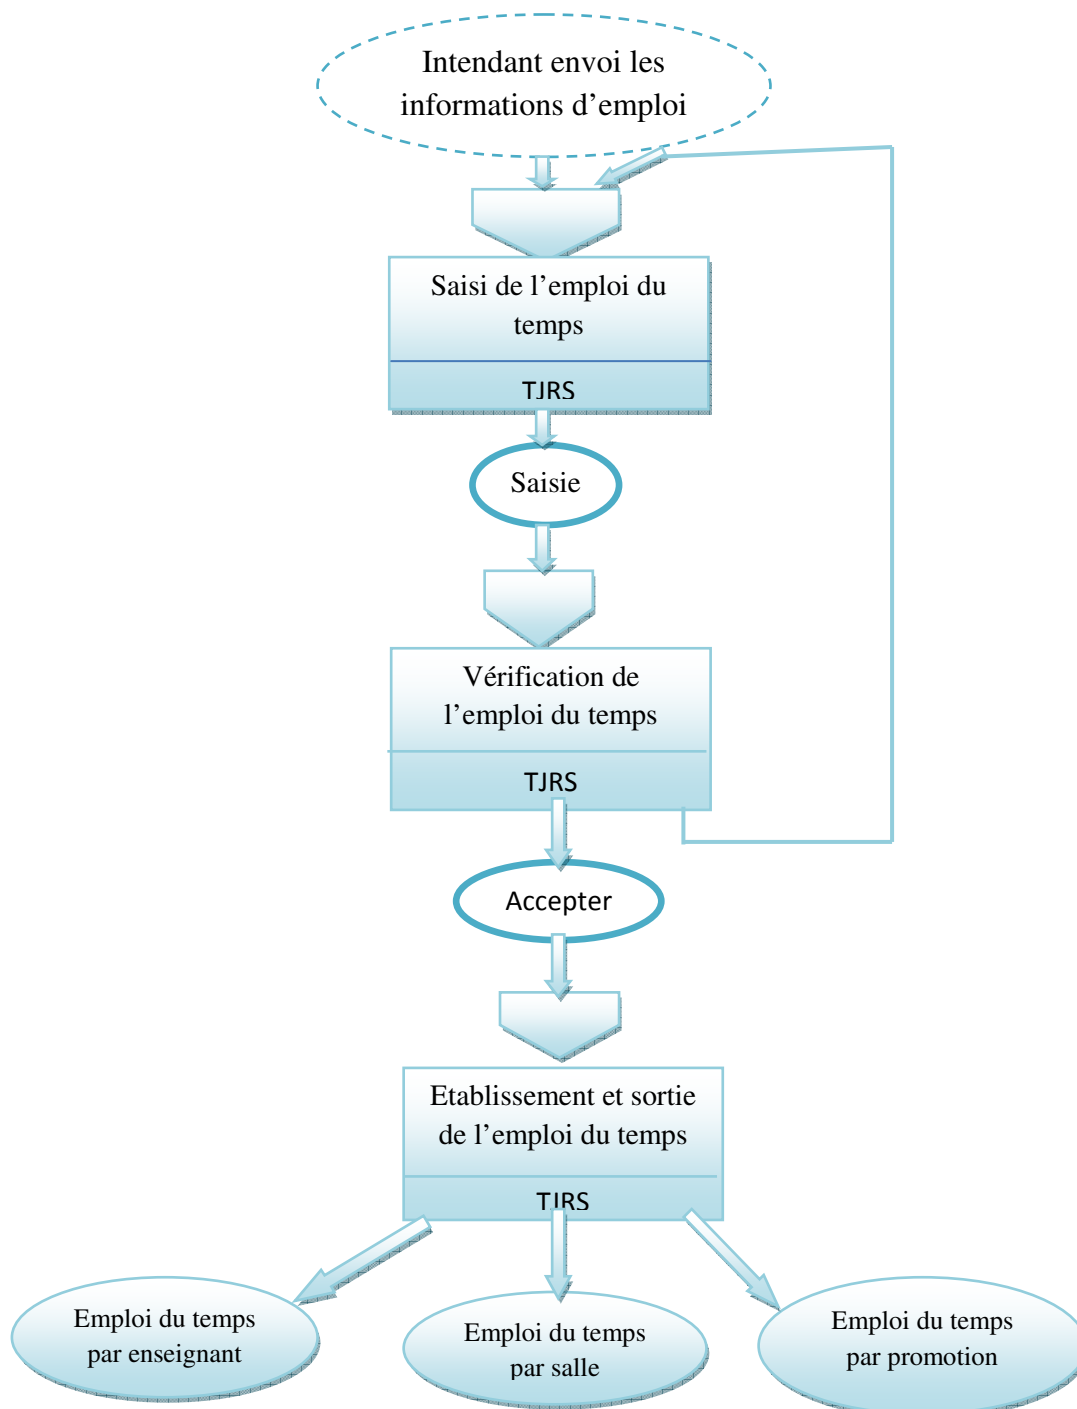 Intendant envoi les
informations d’emploi
Saisi de l’emploi du
temps
TJRS
Saisie
Vérification de
l’emploi du temps
TJRS
Accepter
Etablissement et sortie
de l’emploi du temps
TJRS
Emploi du temps
par enseignant
Emploi du temps
par salle
Emploi du temps
par promotion